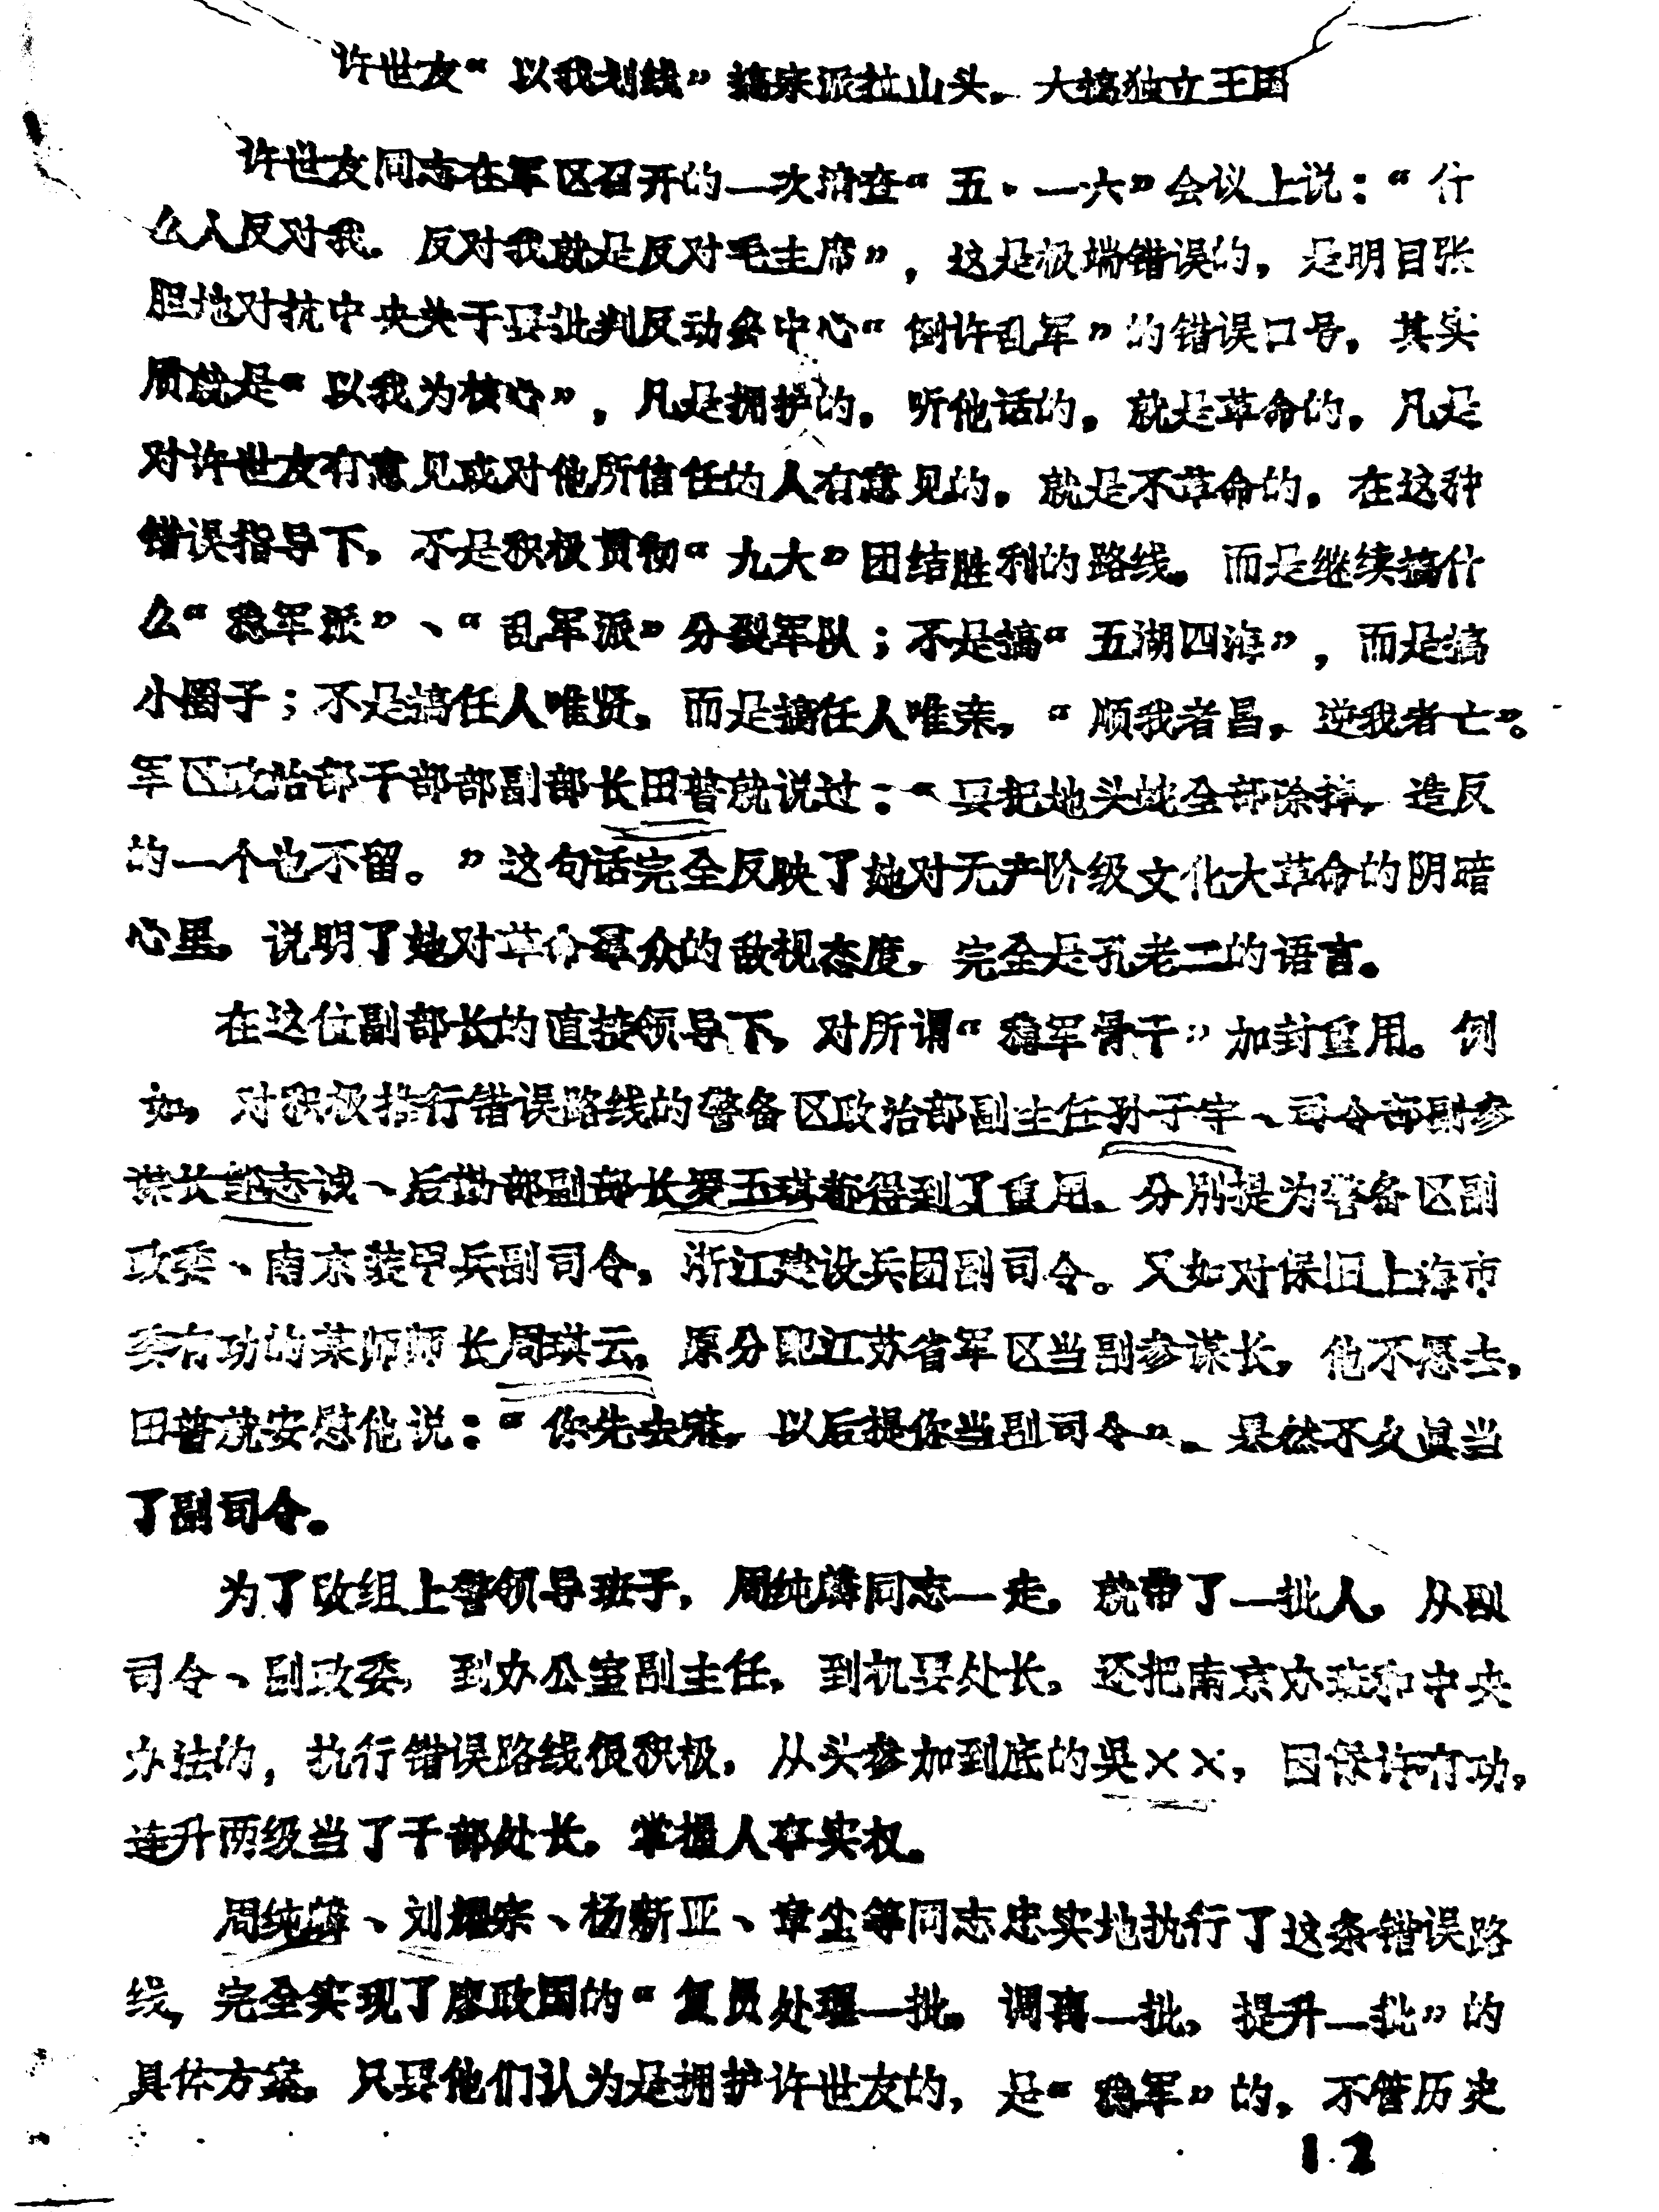 许世友“以我划线”搞宗派拉山头，大搞独立王国
许世友同志在军区召开的一次清查“五·一六”会议上说：“什
么人反对我．反对我就是反对毛主席”，这是极端错误的，是明目张
胆地对抗中央关于要批判反动多中心“倒许乱军”的错误口号，其实
质就是“以我为核心”，凡是拥护的，听他话的，就是革命的，凡是
对许世友有意见或对他所信任的人有意见的，就是不革命的，在这种
错误指导下，不是积极贯彻“九大”团结胜利的路线，而是继续搞什
么“稳军派”、“乱军派”分裂军队；不是搞“五湖四海”，而是搞
小圈子；不是搞任人唯贤，而是搞任人唯亲，“顺我者昌，逆我者亡”。
军区政治部干部部副部长田普就说过：“要把地头蛇全部除掉，造反
的一个也不留。”这句话完全反映了她对无产阶级文化大革命的阴暗
心里，说明了她对革命群众的敌视态度，完全是孔老二的语言。
在这位副部长的直接领导下，对所谓“稳军骨干”加封重用。例
如，对积极推行错误路线的警备区政治部副主任孙于宇、司令部副参
谋长 志诚、后勤部副部长罗玉琪都得到了重用，分别提为警备区副
政委、南京装甲兵副司令，浙江建设兵团副司令。又如对保旧上海市
委有功的某师师长周琪云，原分配江苏省军区当副参谋长，他不愿去，
田普就安慰他说：“你先去嘛，以后提你当副司令”，果然不久真当
了副司令。
为了改组上警领导班子，周纯麟同志一走，就带了一批人，从副
司令、副政委，到办公室副主任，到机要处长，还把南京办班和中央
办法的，执行错误路线很积极，从头参加到底的吴××，因保许有功，
连升两级当了干部处长，掌握人事实权。
周纯麟、刘耀宗、杨新亚、章尘等同志忠实地执行了这条错误路
线，完全实现了廖政国的“复员处理一批，调离一批，提升一批”的
具体方案，只要他们认为是拥护许世友的，是“稳军”的，不管历史
12